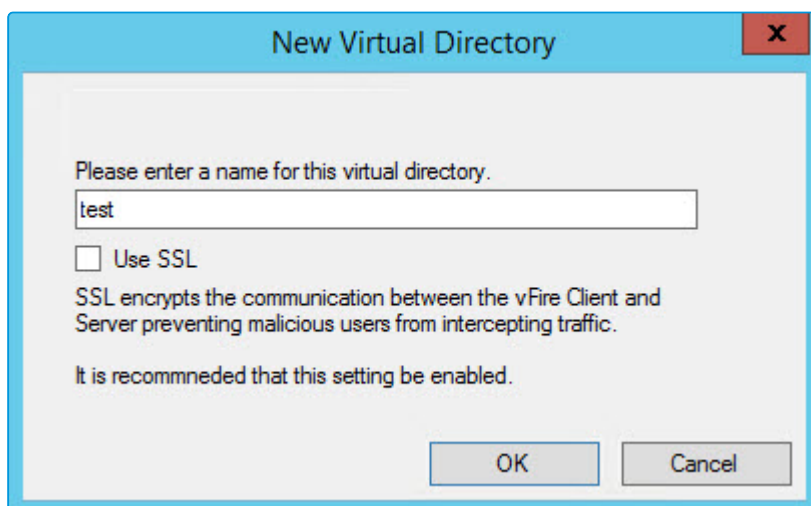 New Virtual Directory
x
Please enter a name for this virtual directory.
test
Use SSL
SSL encrypts the communication between the vFire Client and
Server preventing malicious users from intercepting traffic.
It is recommneded that this setting be enabled.
OK
Cancel